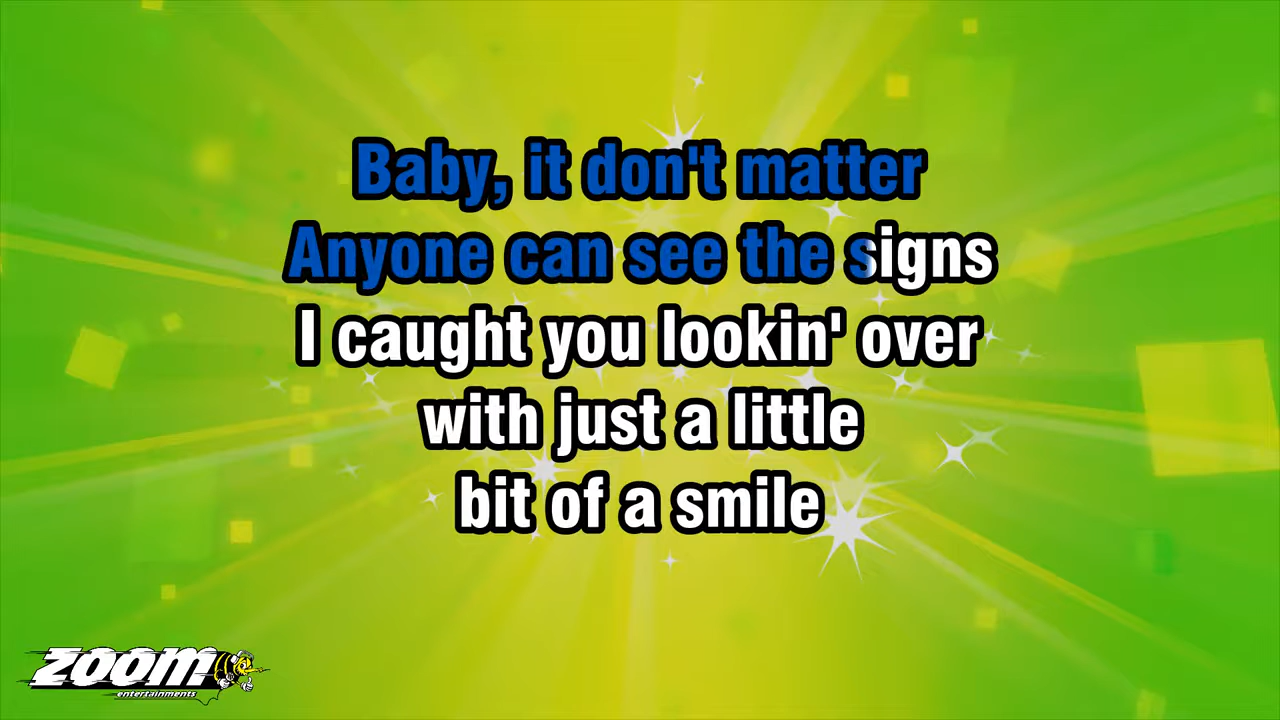 Baby, it don't matter
Anyone can see the signs
I caught you lookin' over
with just a little
bit of a smile
zoom
entertainments